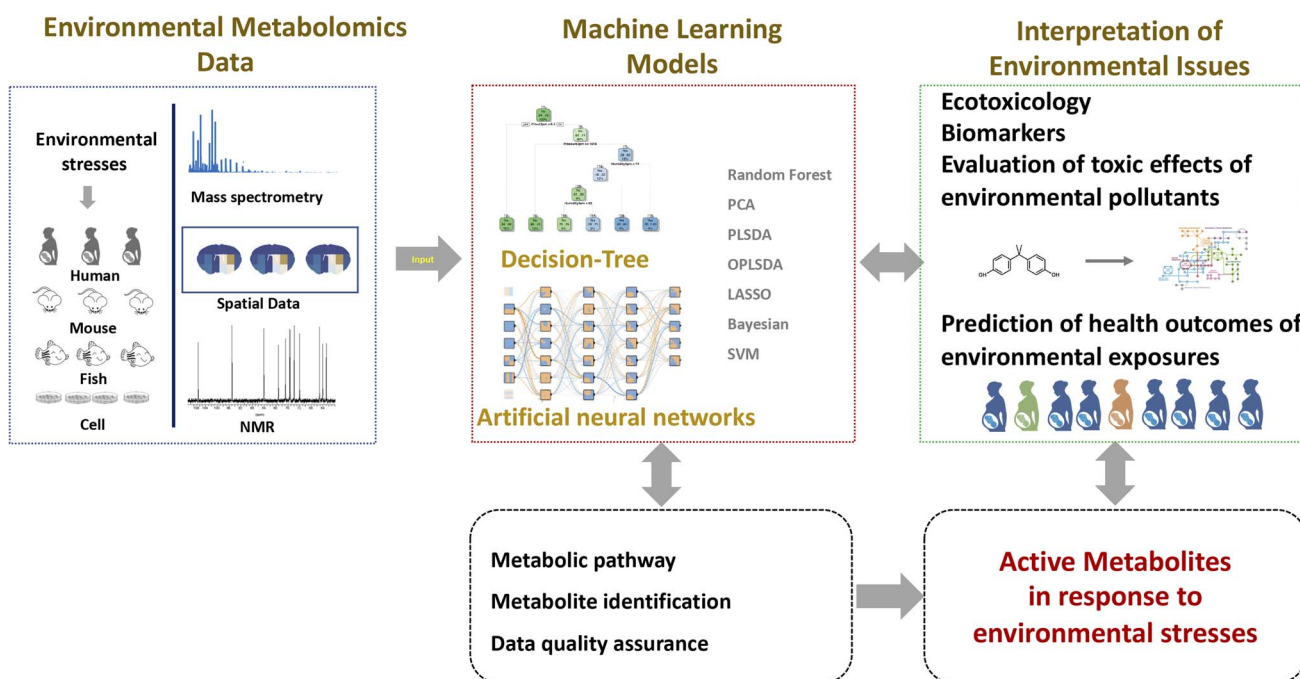 Environmental Metabolomics
Data
Environmental
stresses
Human
Mouse
Fish
Cell
Mass spectrometry
Spatial Data
NMR
Input
Machine Learning
Models
Decision-Tree
Artificial neural networks
Random Forest
PCA
PLSDA
OPLSDA
LASSO
Bayesian
SVM
Interpretation of
Environmental Issues
Ecotoxicology
Biomarkers
Evaluation of toxic effects of
environmental pollutants
HO
OH
Prediction of health outcomes of
environmental exposures
Metabolic pathway
Metabolite identification
Data quality assurance
Active Metabolites
in response to
environmental stresses